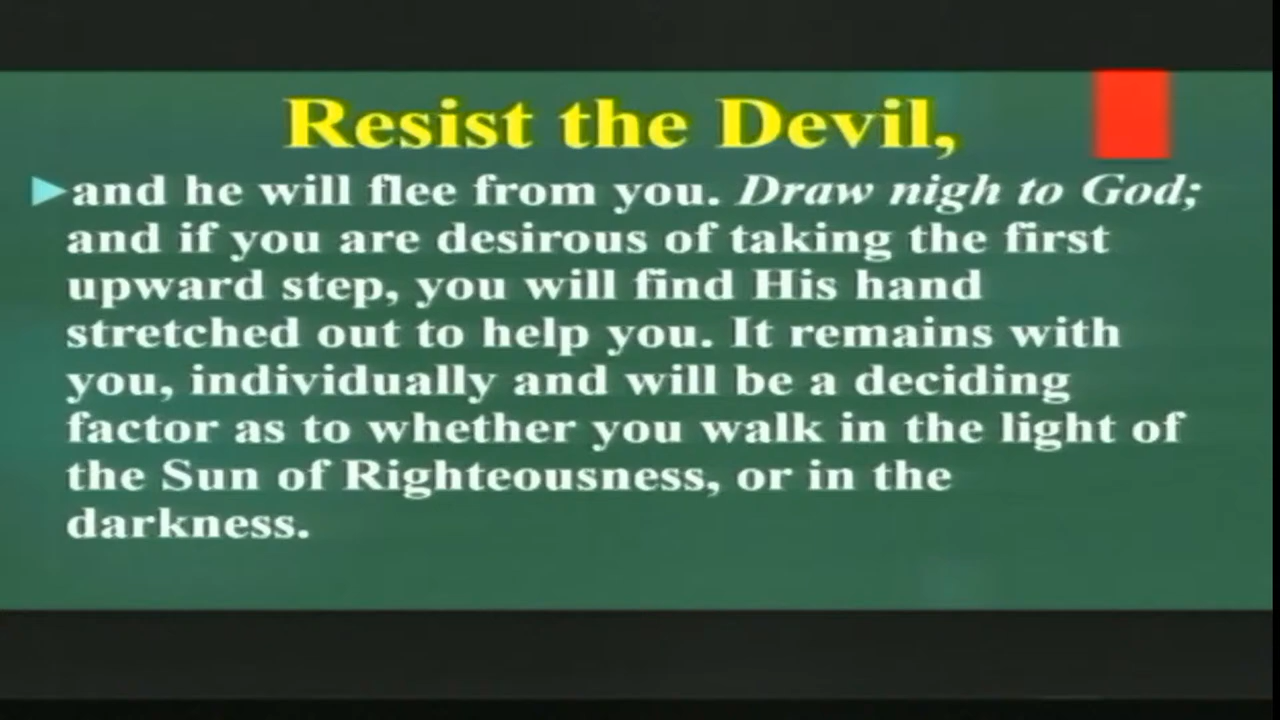 Resist the Devil,
and he will flee from you. Draw nigh to God;
and if you are desirous of taking the first
upward step, you will find His hand
stretched out to help you. It remains with
you, individually and will be a deciding
factor as to whether you walk in the light of
the Sun of Righteousness, or in the
darkness.